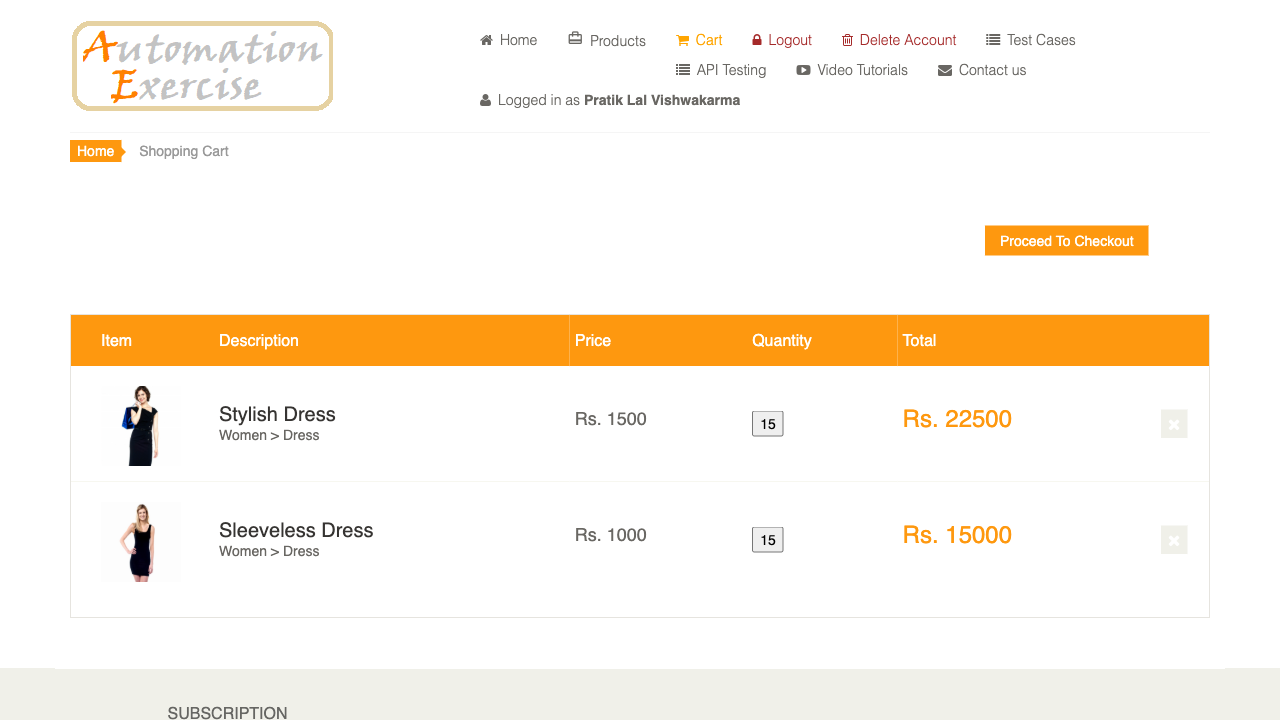 Automation
Exercise
Home Products Cart Logout Delete Account Test Cases
API Testing Video Tutorials Contact us
Logged in as Pratik Lal Vishwakarma
Home Shopping Cart
Proceed To Checkout
Item Description Price Quantity Total
Stylish Dress
Women > Dress
Rs. 1500 15 Rs. 22500
Sleeveless Dress
Women > Dress
Rs. 1000 15 Rs. 15000
SUBSCRIPTION